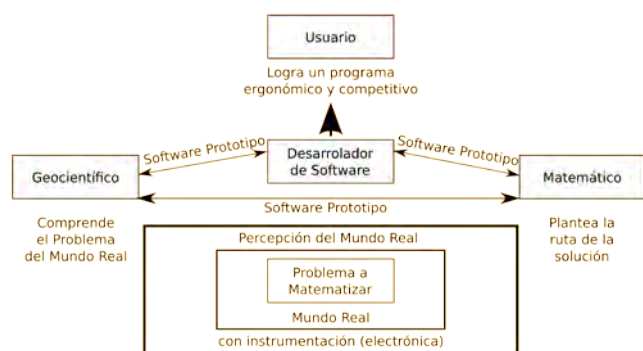 Usuario
Logra un programa
ergonómico y competitivo
Software Prototipo
Desarrolador
de Software
Software Prototipo
Geocientífico
Matemático
Software Prototipo
Comprende
el Problema
del Mundo Real
Plantea la
ruta de la
solución
Percepción del Mundo Real
Problema a
Matematizar
Mundo Real
con instrumentación (electrónica)